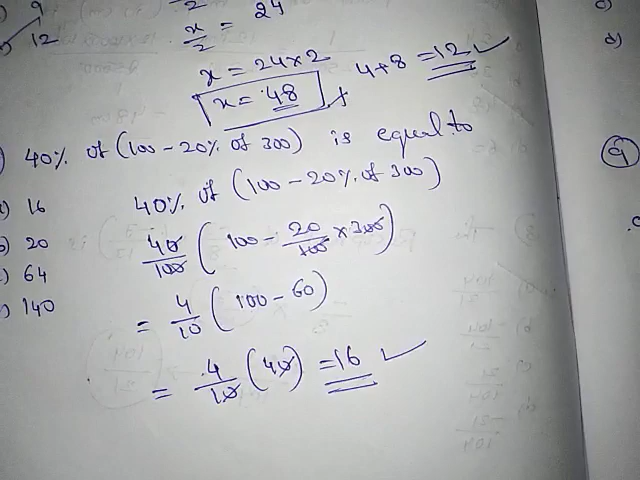 9
12
x/2 = 24
x = 24×2
x = 48
4+8 = 12 ✓
40% of (100 – 20% of 300) is equal to
16
20
64
140
40% of (100 – 20% of 300)
40/100 (100 – 20/100 × 300)
= 4/10 (100 – 60)
= 4/10 (40) = 16 ✓
d)
9